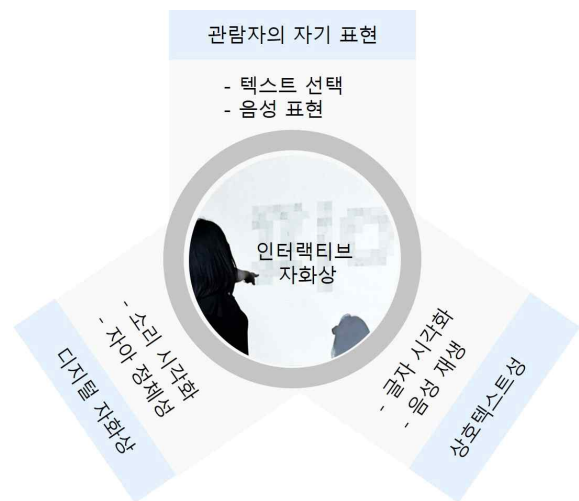 관람자의 자기 표현
- 텍스트 선택
- 음성 표현
인터랙티브
자화상
- 소리 시각화
- 자아 정체성
디지털 자화상
- 글자 시각화
- 음성 재생
상호텍스트성